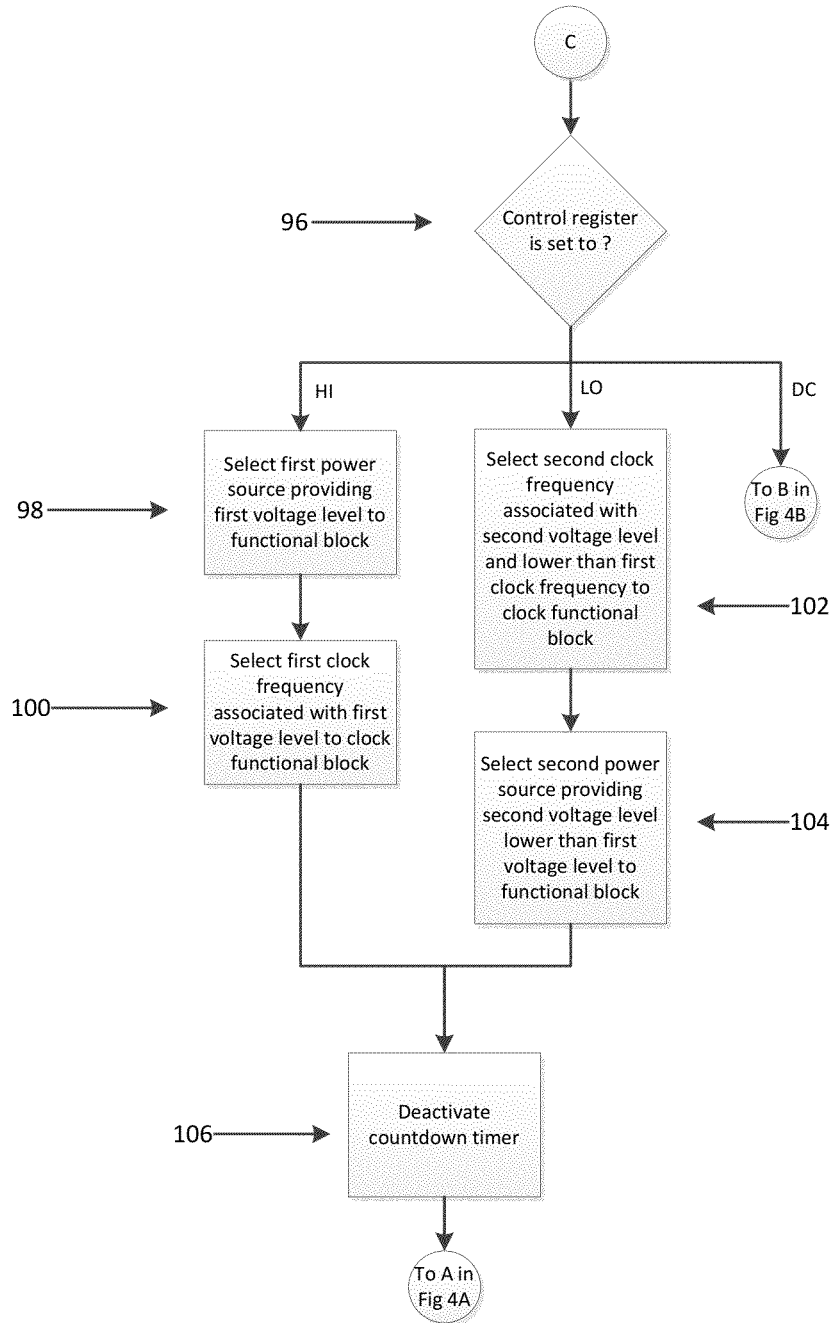 C
96
Control register
is set to ?
HI
LO
DC
98
Select first power
source providing
first voltage level to
functional block
Select second clock
frequency
associated with
second voltage level
and lower than first
clock frequency to
clock functional
block
To B in
Fig 4B
102
100
Select first clock
frequency
associated with first
voltage level to clock
functional block
Select second power
source providing
second voltage level
lower than first
voltage level to
functional block
104
106
Deactivate
countdown timer
To A in
Fig 4A